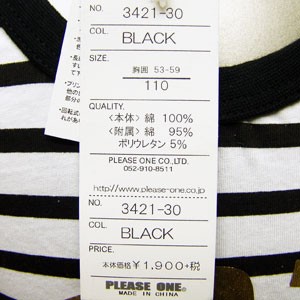 NO. 3421-30
COL. BLACK
SIZE.
胸囲 53-59
110
QUALITY.
〈本体〉綿 100%
〈附属〉綿 95%
ポリウレタン 5%
PLEASE ONE CO.,LTD.
052-910-8511
http://www.please-one.co.jp
NO. 3421-30
COL. BLACK
PRICE.
本体価格 ¥1,900+税
PLEASE ONE.
MADE IN CHINA